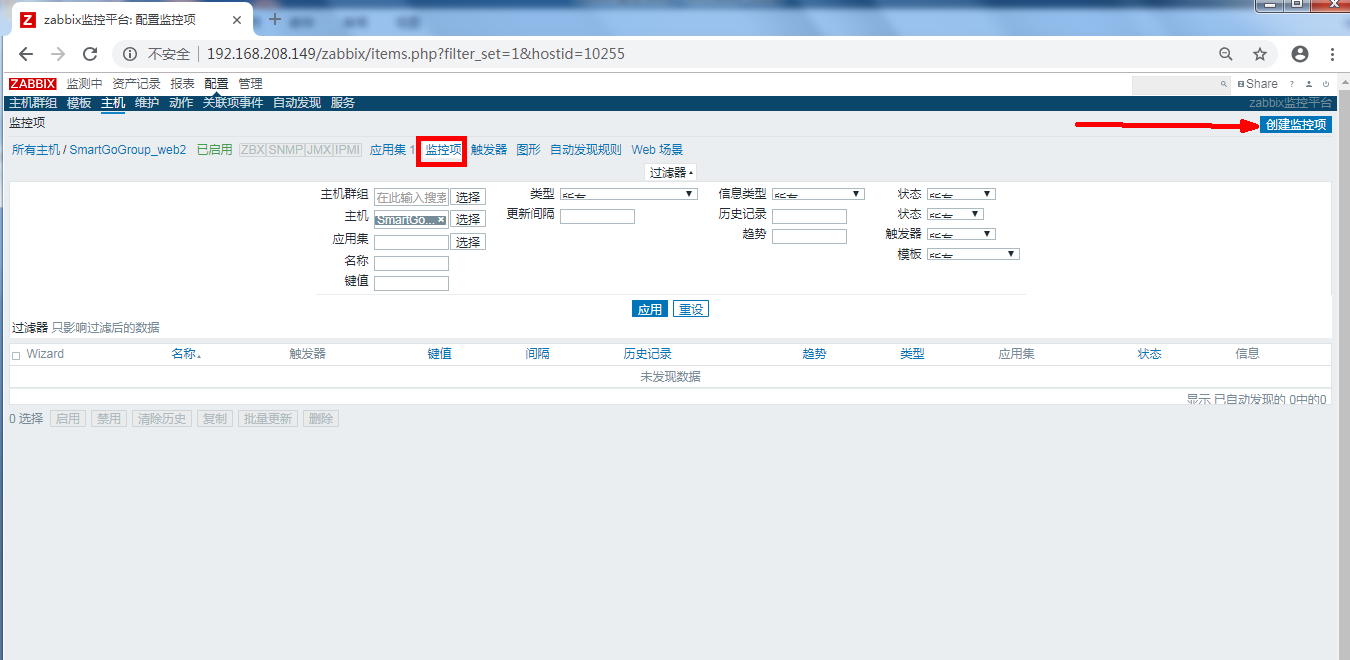 zabbix监控平台: 配置监控项
不安全 192.168.208.149/zabbix/items.php?filter_set=1&hostid=10255
ZABBIX 监测中 资产记录 报表 配置 管理 Share ?
主机群组 模板 主机 维护 动作 关联项事件 自动发现 服务 zabbix监控平台
监控项 创建监控项
所有主机 / SmartGoGroup_web2 已启用 ZBX|SNMP|JMX|IPMI 应用集 1 监控项 触发器 图形 自动发现规则 Web 场景
过滤器
主机群组 在此输入搜索 选择 类型 所有 信息类型 所有 状态 所有
主机 SmartGo... 选择 更新间隔 历史记录 状态 所有
应用集 选择 趋势 触发器 所有
名称 模板 所有
键值
应用 重设
过滤器 只影响过滤后的数据
Wizard 名称 触发器 键值 间隔 历史记录 趋势 类型 应用集 状态 信息
未发现数据
显示 已自动发现的 0中的0
0 选择 启用 禁用 清除历史 复制 批量更新 删除